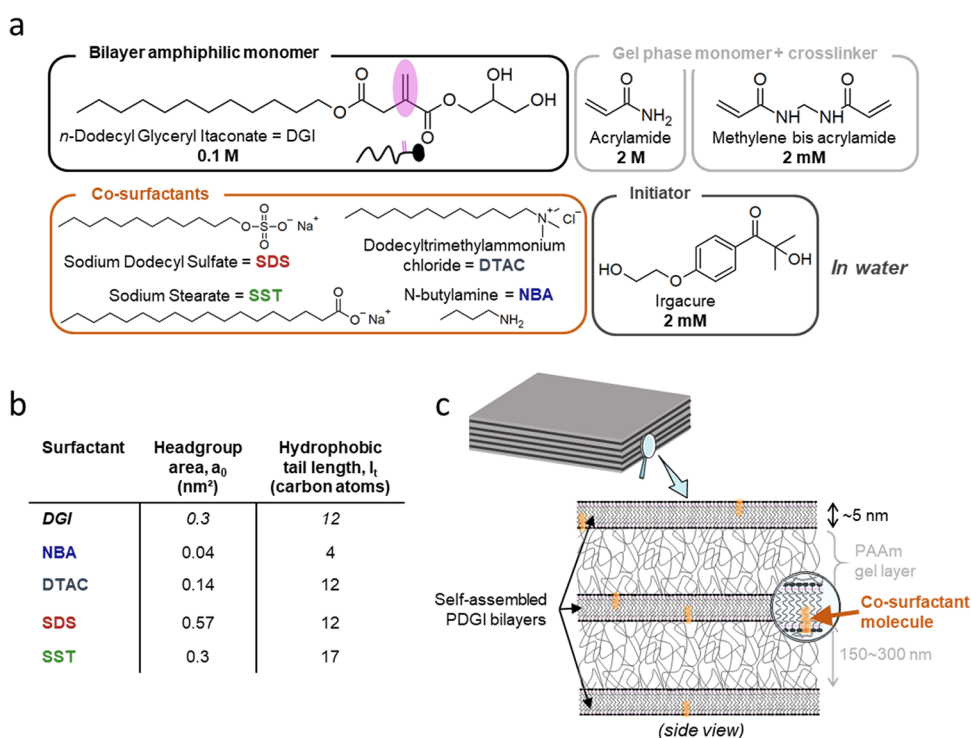 a
Bilayer amphiphilic monomer
O
O
O
O
OH
OH
n-Dodecyl Glyceryl Itaconate = DGI
0.1 M
Gel phase monomer + crosslinker
O
NH2
Acrylamide
2 M
O
NH
NH
O
Methylene bis acrylamide
2 mM
Co-surfactants
O
O
S
O
O⁻ Na⁺
Sodium Dodecyl Sulfate = SDS
N⁺
Cl⁻
Dodecyltrimethylammonium
chloride = DTAC
Sodium Stearate = SST
O
O⁻ Na⁺
N-butylamine = NBA
NH2
Initiator
O
OH
HO
O
Irgacure
2 mM
In water
b
Surfactant Headgroup area, a₀ (nm²) Hydrophobic tail length, lₜ (carbon atoms)
DGI 0.3 12
NBA 0.04 4
DTAC 0.14 12
SDS 0.57 12
SST 0.3 17
c
~5 nm
PAAm
gel layer
Self-assembled
PDGI bilayers
Co-surfactant
molecule
150~300 nm
(side view)